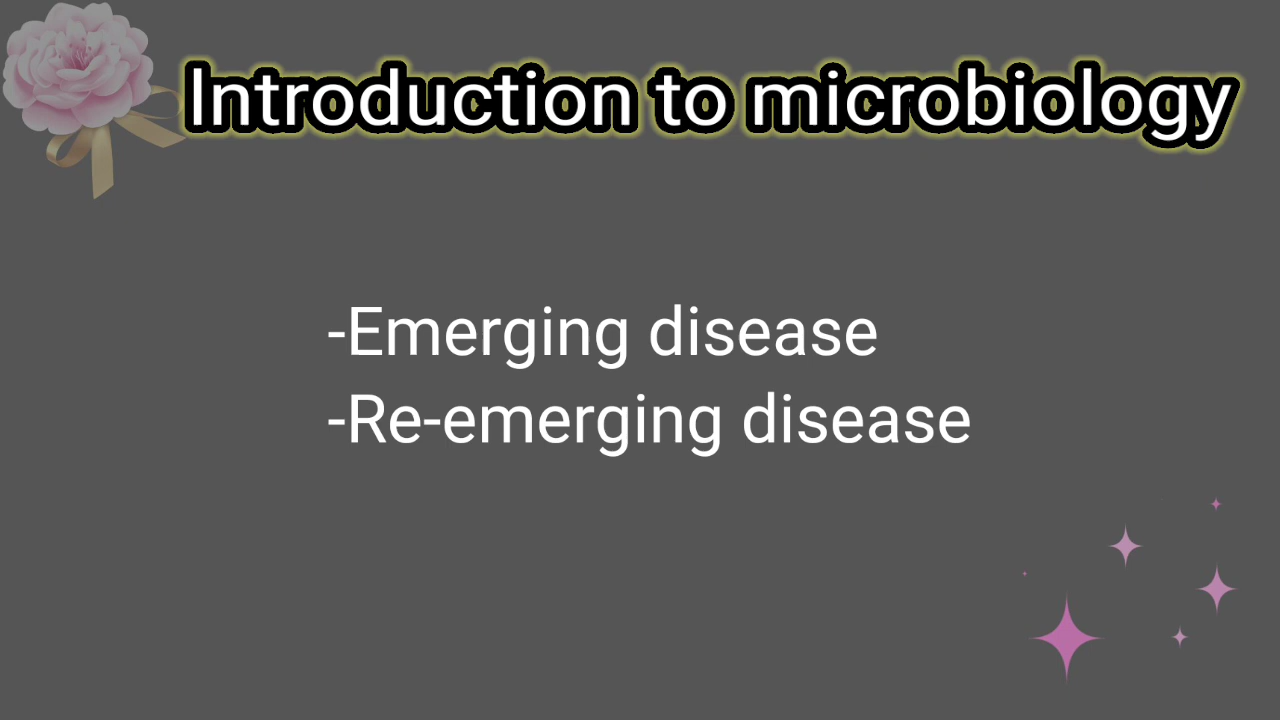 Introduction to microbiology
-Emerging disease
-Re-emerging disease